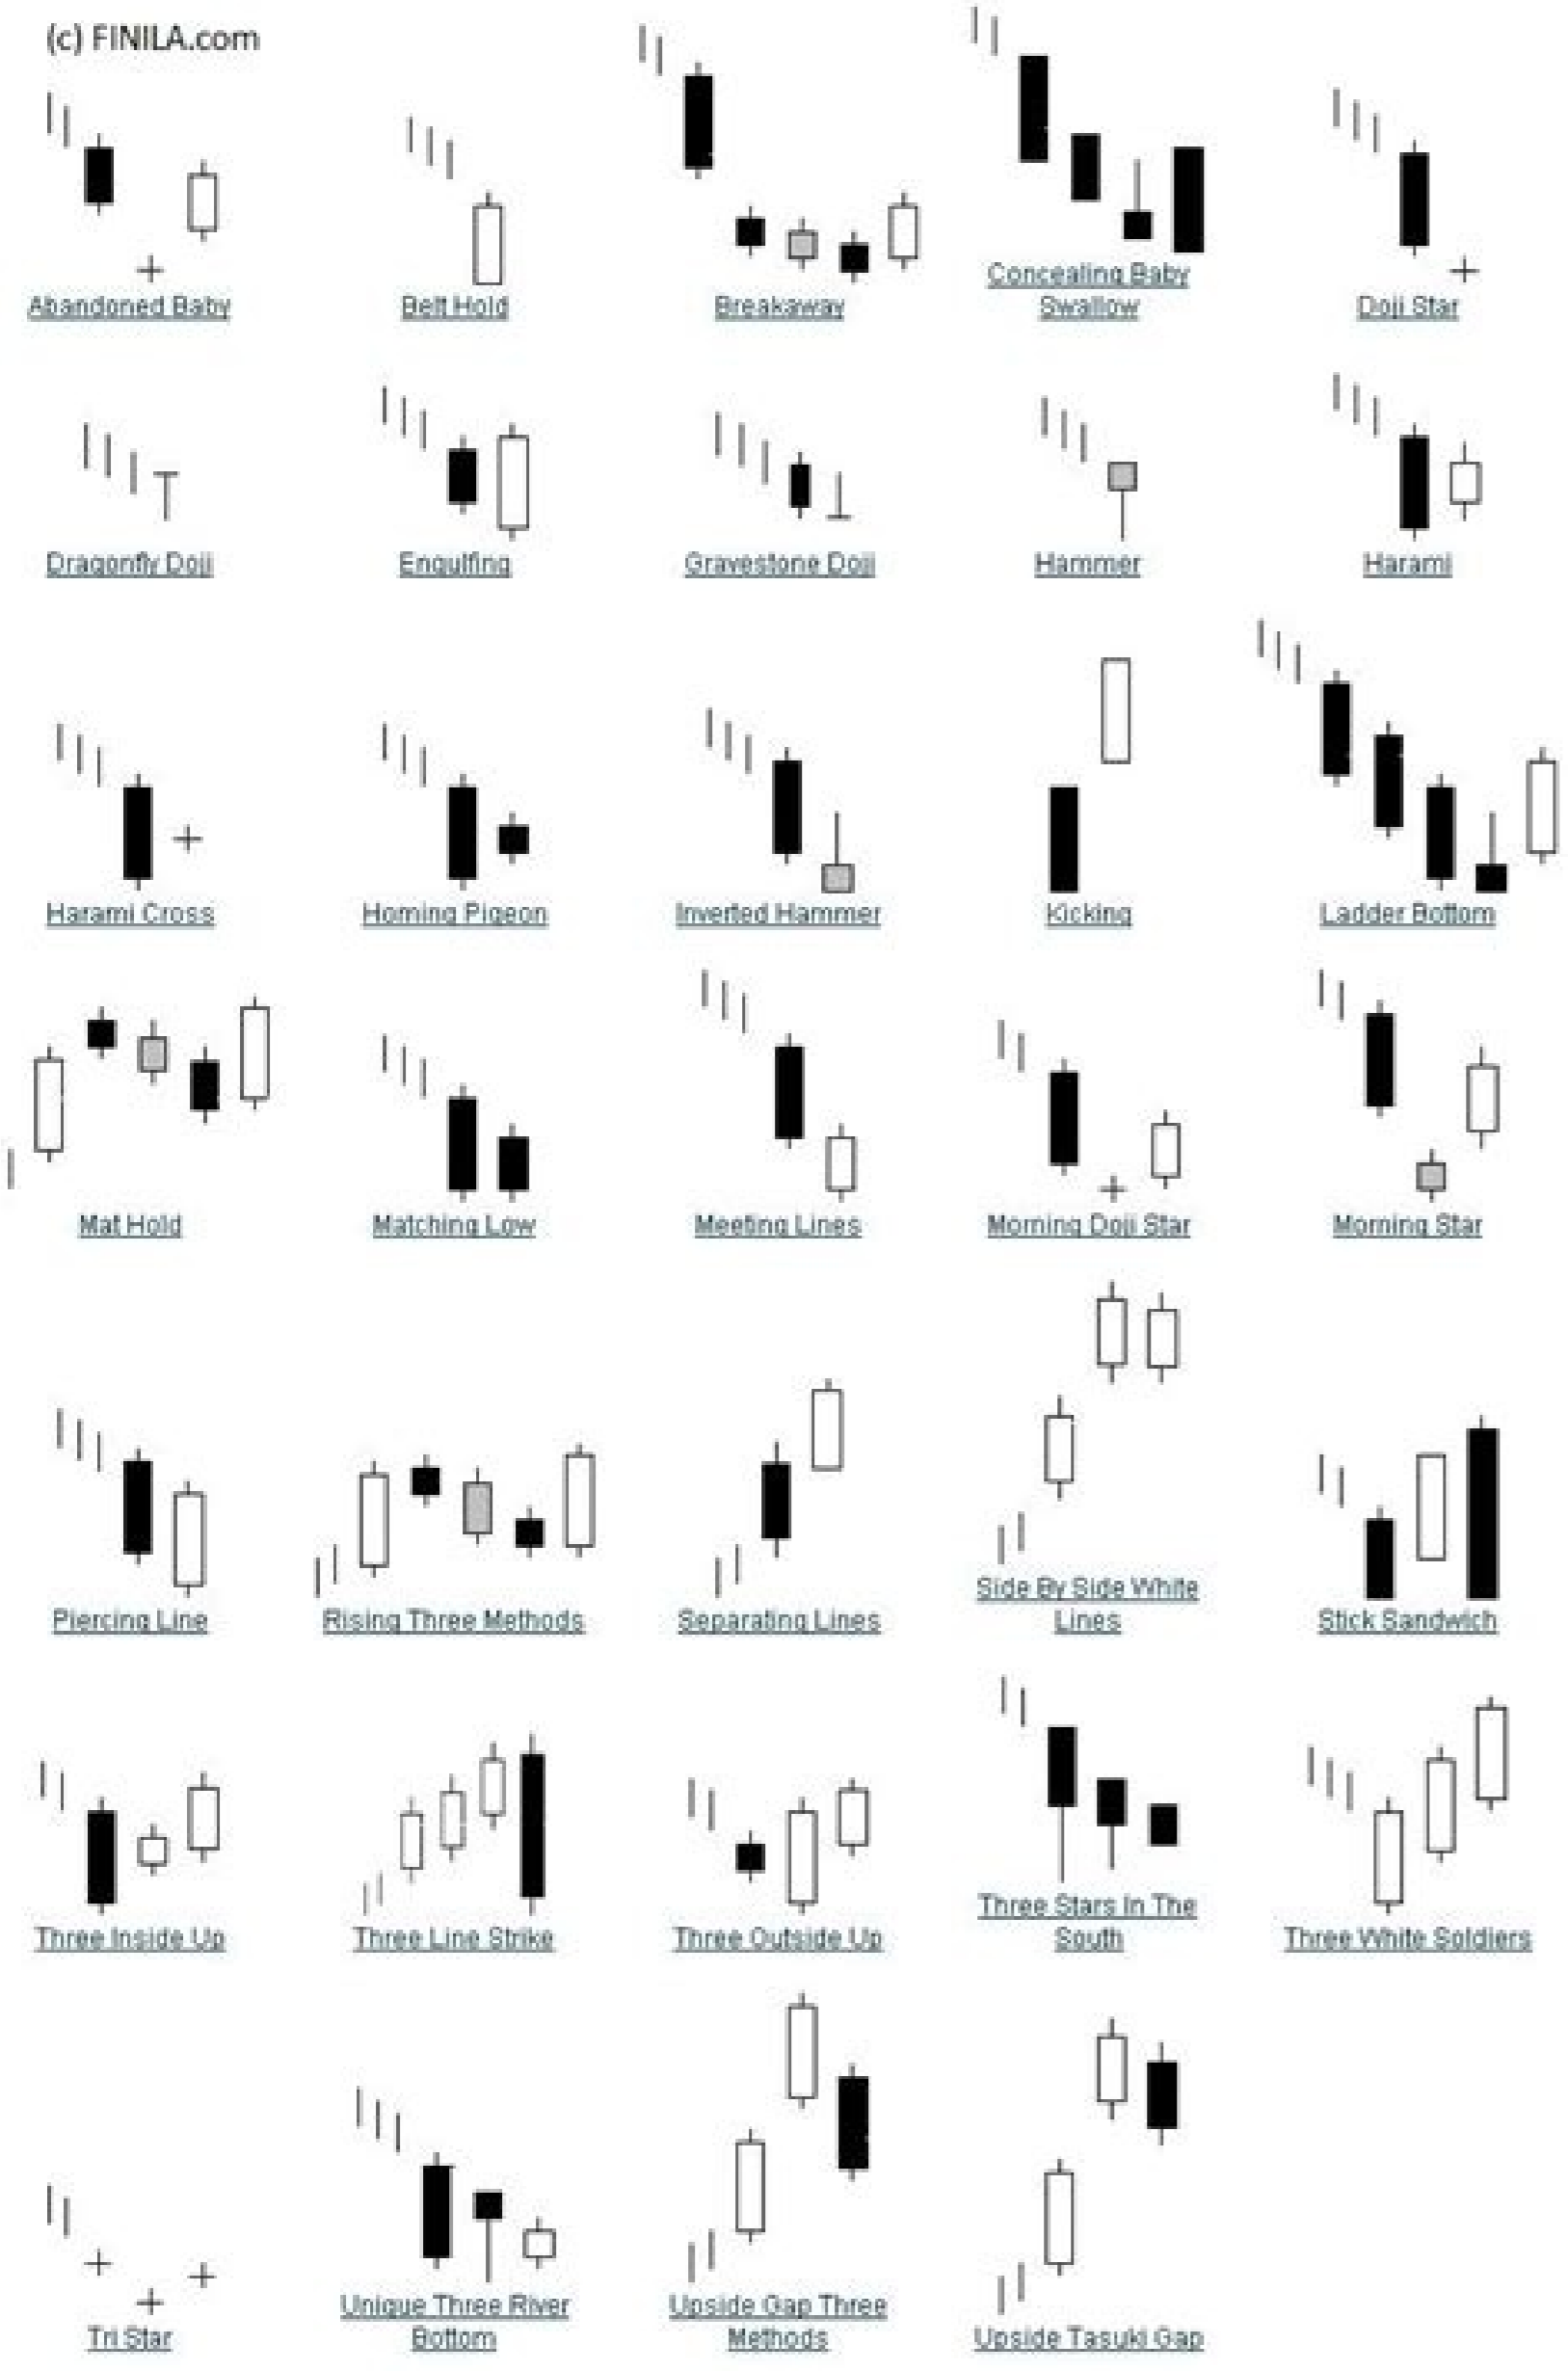 (c) FINILA.com
Abandoned Baby
Belt Hold
Breakaway
Concealing Baby
Swallow
Doji Star
Dragonfly Doji
Engulfing
Gravestone Doji
Hammer
Harami
Harami Cross
Homing Pigeon
Inverted Hammer
Kicking
Ladder Bottom
Mat Hold
Matching Low
Meeting Lines
Morning Doji Star
Morning Star
Piercing Line
Rising Three Methods
Separating Lines
Side By Side White
Lines
Stick Sandwich
Three Inside Up
Three Line Strike
Three Outside Up
Three Stars In The
South
Three White Soldiers
Tri Star
Unique Three River
Bottom
Upside Gap Three
Methods
Upside Tasuki Gap